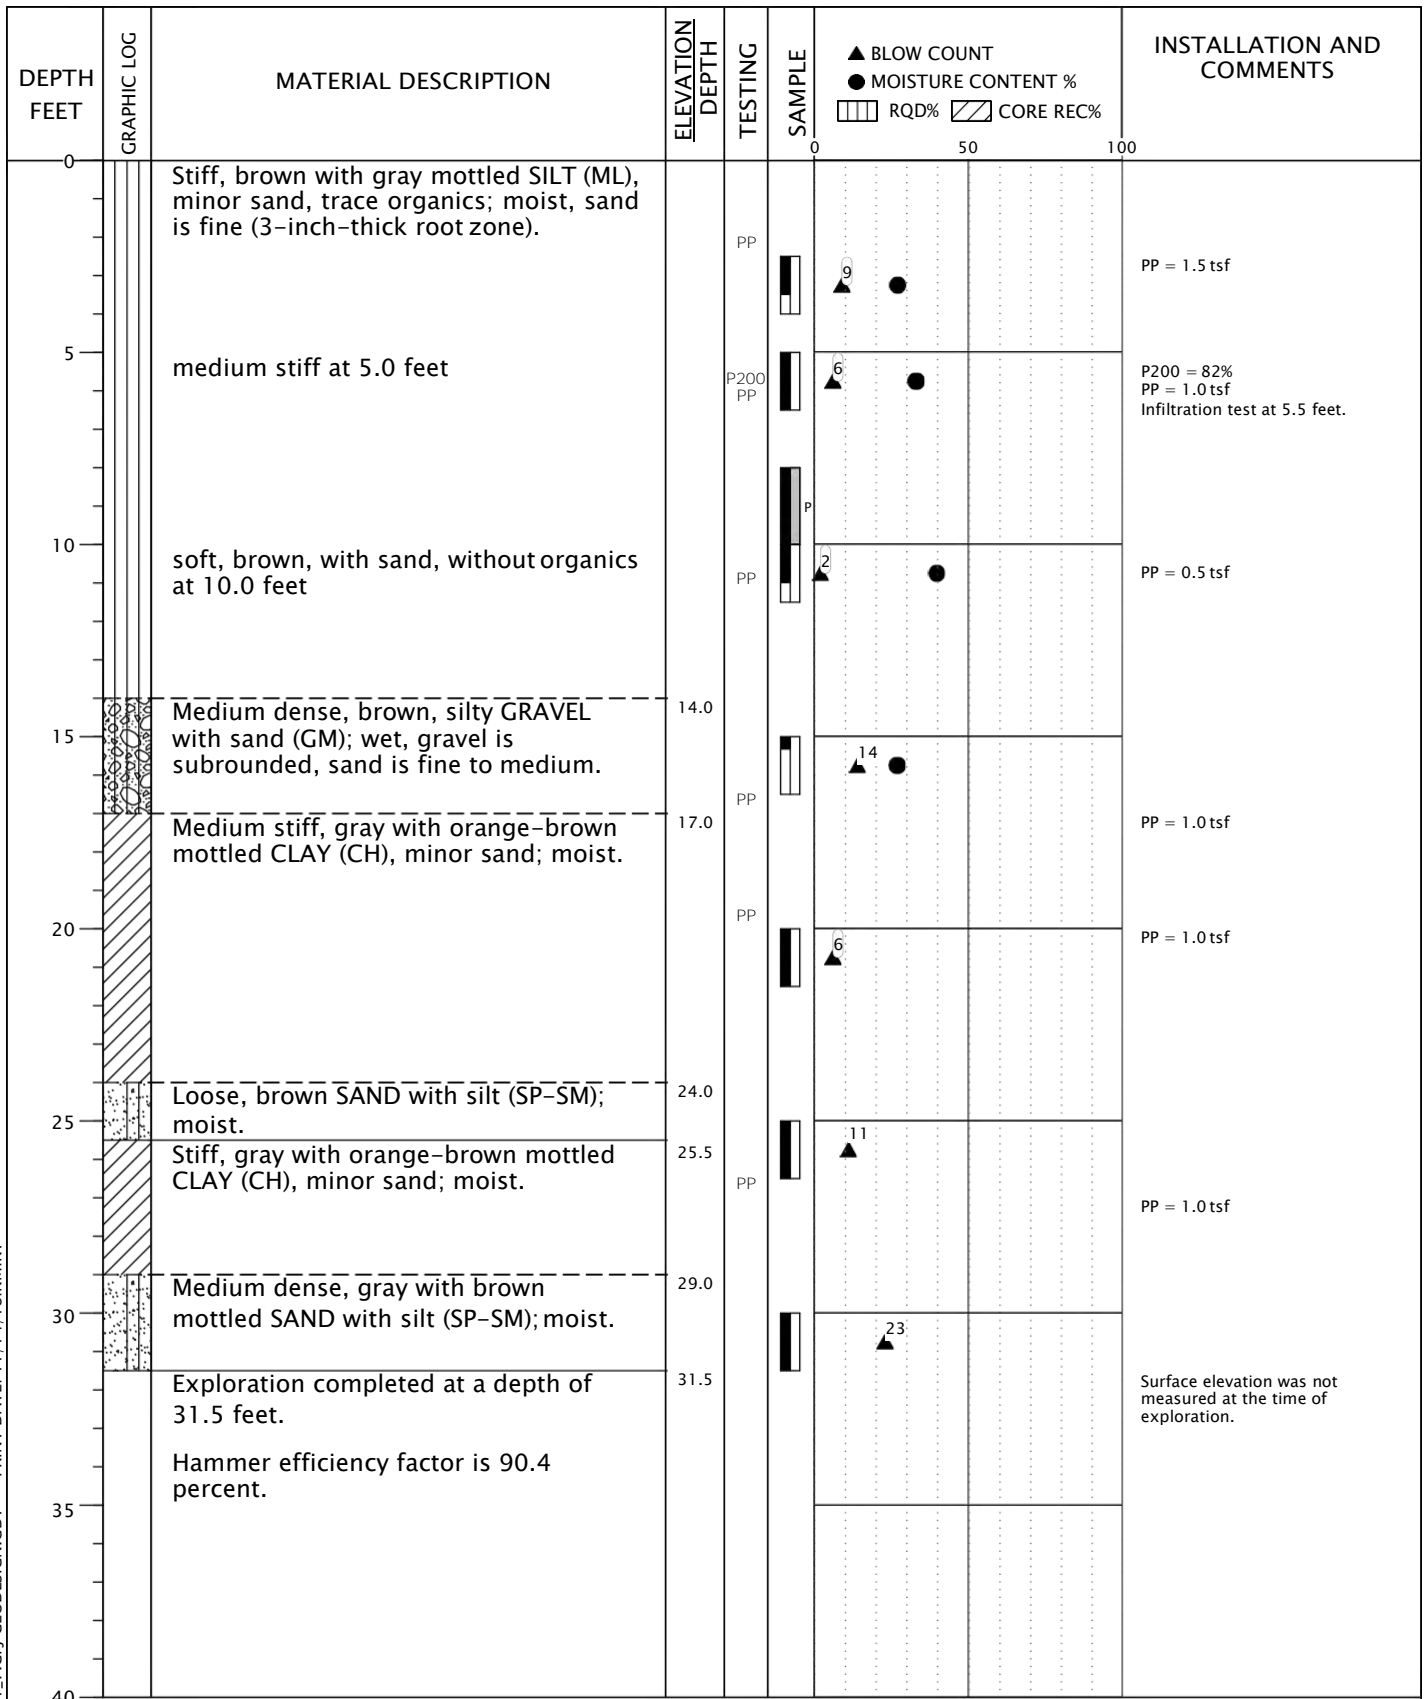 DEPTH
FEET
GRAPHIC LOG
MATERIAL DESCRIPTION
ELEVATION
DEPTH
TESTING
SAMPLE
▲ BLOW COUNT
● MOISTURE CONTENT %
RQD% CORE REC%
0 50 100
INSTALLATION AND
COMMENTS
0
Stiff, brown with gray mottled SILT (ML),
minor sand, trace organics; moist, sand
is fine (3-inch-thick root zone).
PP
9
PP = 1.5 tsf
5
medium stiff at 5.0 feet
P200
PP
6
P200 = 82%
PP = 1.0 tsf
Infiltration test at 5.5 feet.
P
10
soft, brown, with sand, without organics
at 10.0 feet
PP
2
PP = 0.5 tsf
Medium dense, brown, silty GRAVEL
with sand (GM); wet, gravel is
subrounded, sand is fine to medium.
14.0
15
14
PP
Medium stiff, gray with orange-brown
mottled CLAY (CH), minor sand; moist.
17.0
PP = 1.0 tsf
PP
20
6
PP = 1.0 tsf
Loose, brown SAND with silt (SP-SM);
moist.
24.0
25
11
Stiff, gray with orange-brown mottled
CLAY (CH), minor sand; moist.
25.5
PP
PP = 1.0 tsf
Medium dense, gray with brown
mottled SAND with silt (SP-SM); moist.
29.0
30
23
Exploration completed at a depth of
31.5 feet.
31.5
Surface elevation was not
measured at the time of
exploration.
Hammer efficiency factor is 90.4
percent.
35
40